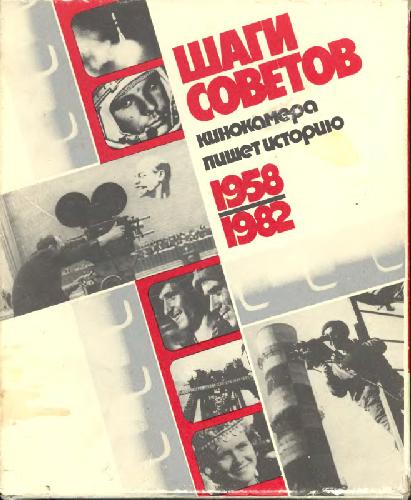 ШАГИ
СОВЕТОВ
кинокамера
пишет историю
1958
1982